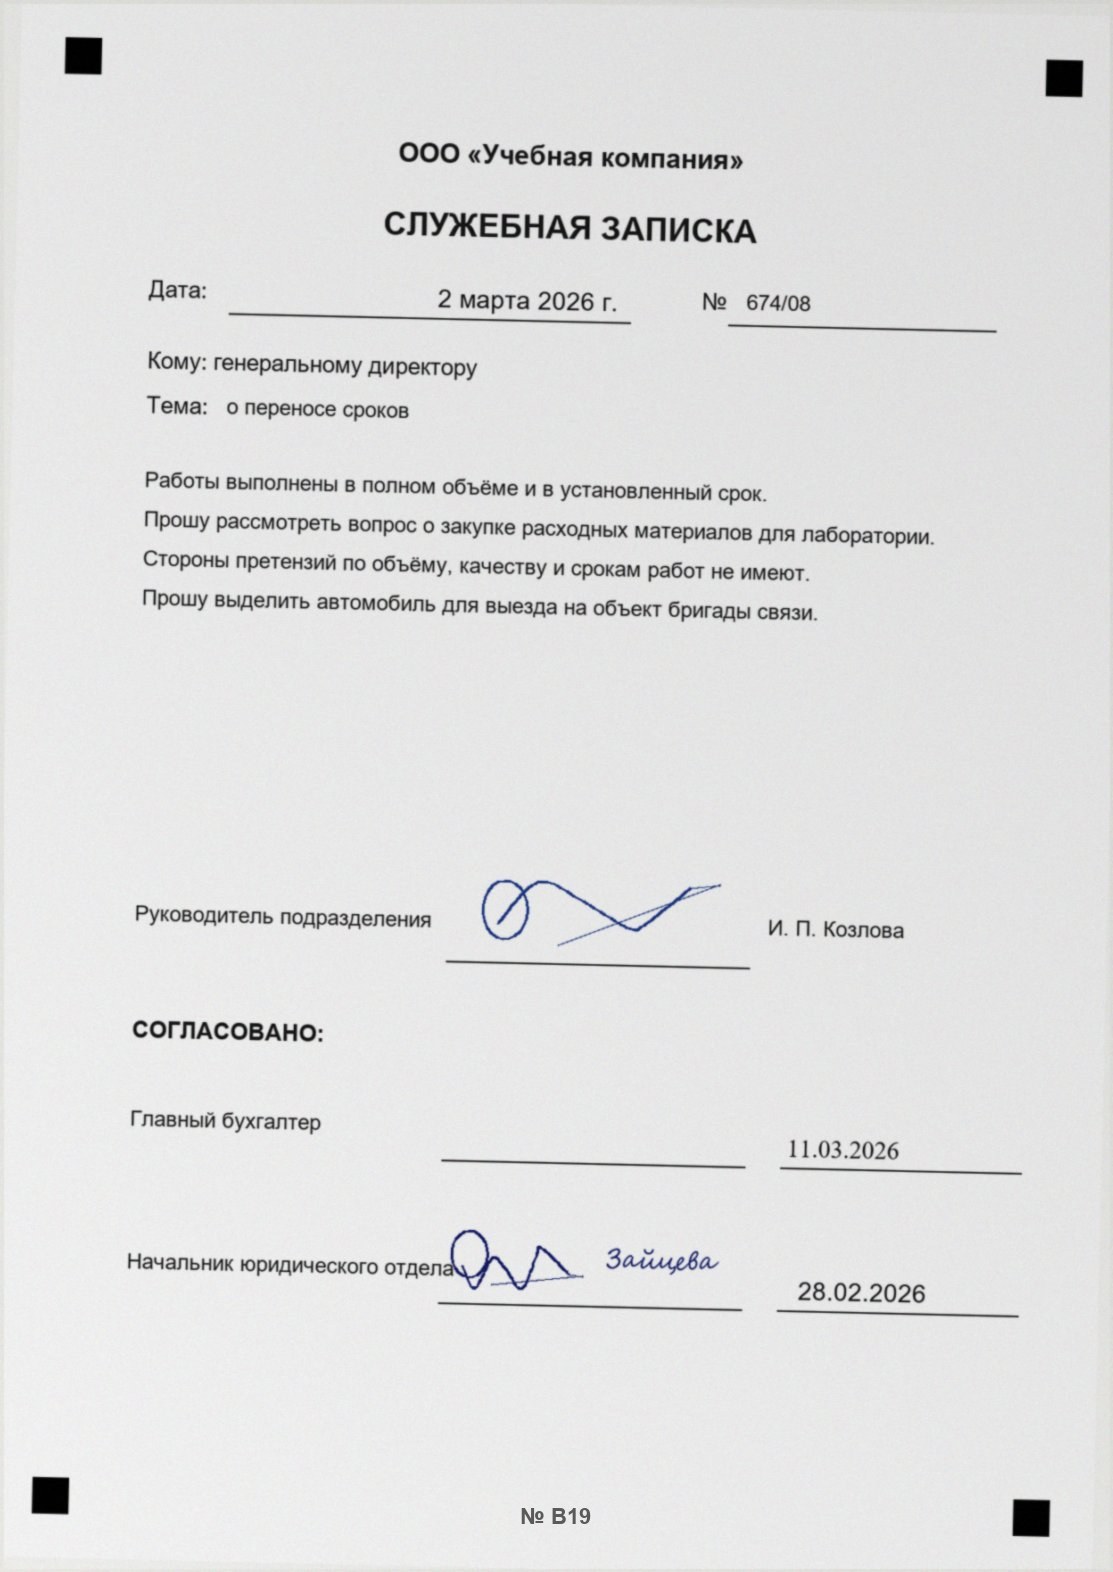 ООО «Учебная компания»
СЛУЖЕБНАЯ ЗАПИСКА
Дата: 2 марта 2026 г. № 674/08
Кому: генеральному директору
Тема: о переносе сроков
Работы выполнены в полном объёме и в установленный срок.
Прошу рассмотреть вопрос о закупке расходных материалов для лаборатории.
Стороны претензий по объёму, качеству и срокам работ не имеют.
Прошу выделить автомобиль для выезда на объект бригады связи.
Руководитель подразделения И. П. Козлова
СОГЛАСОВАНО:
Главный бухгалтер 11.03.2026
Начальник юридического отдела Зайцева 28.02.2026
№ B19